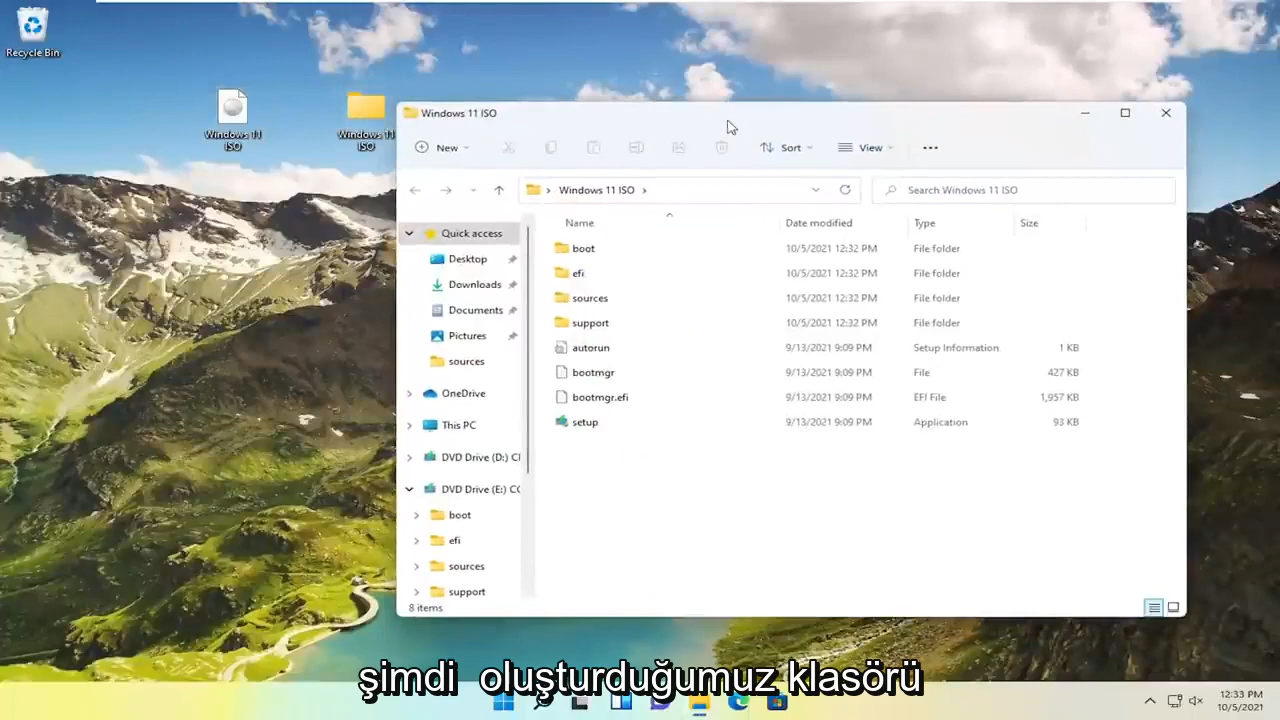 Recycle Bin
Windows 11
ISO
Windows 11
ISO
Windows 11 ISO
New
Sort
View
Windows 11 ISO
Search Windows 11 ISO
Name Date modified Type Size
Quick access
Desktop
Downloads
Documents
Pictures
sources
OneDrive
This PC
DVD Drive (D:) C
DVD Drive (E:) CC
boot
efi
sources
support
boot 10/5/2021 12:32 PM File folder
efi 10/5/2021 12:32 PM File folder
sources 10/5/2021 12:32 PM File folder
support 10/5/2021 12:32 PM File folder
autorun 9/13/2021 9:09 PM Setup Information 1 KB
bootmgr 9/13/2021 9:09 PM File 427 KB
bootmgr.efi 9/13/2021 9:09 PM EFI File 1,957 KB
setup 9/13/2021 9:09 PM Application 93 KB
8 items
şimdi oluşturduğumuz klasörü
12:33 PM
10/5/2021